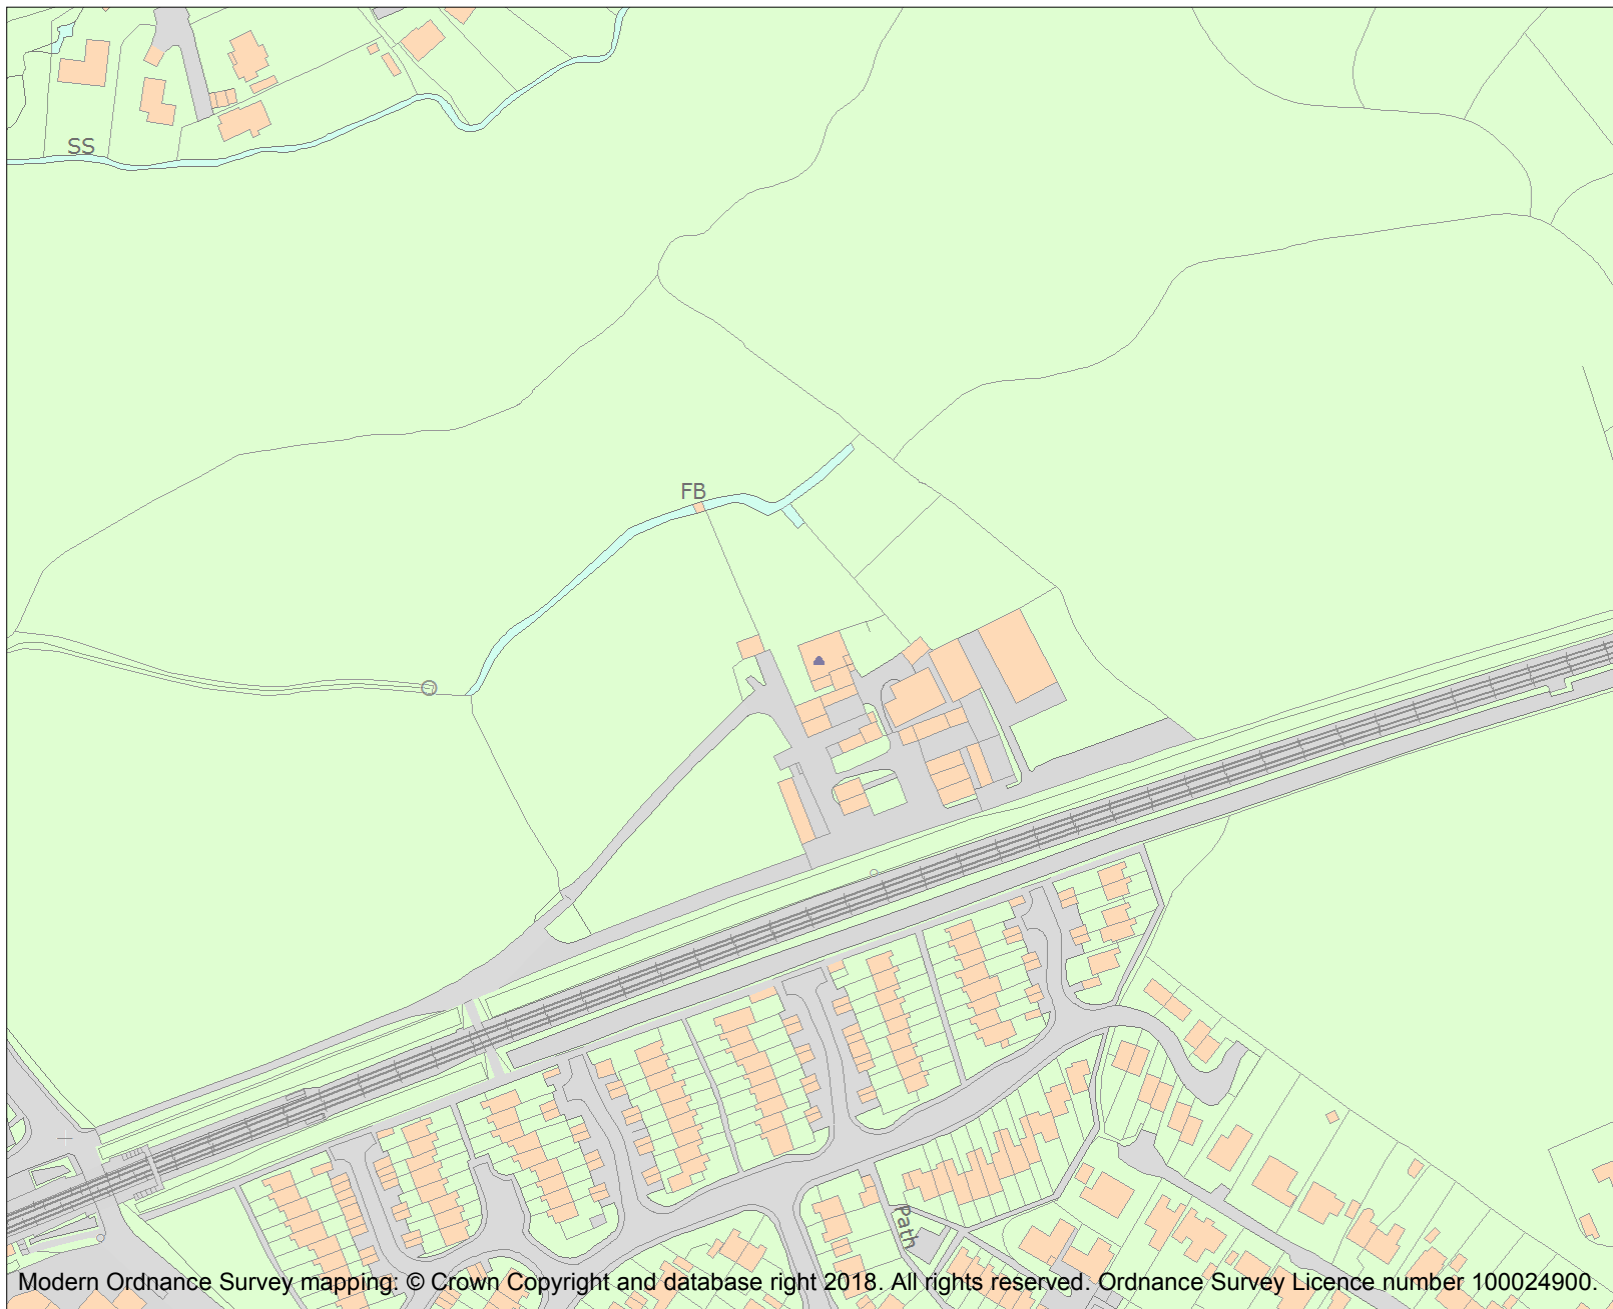 SS
FB
Path
Modern Ordnance Survey mapping: © Crown Copyright and database right 2018. All rights reserved. Ordnance Survey Licence number 100024900.